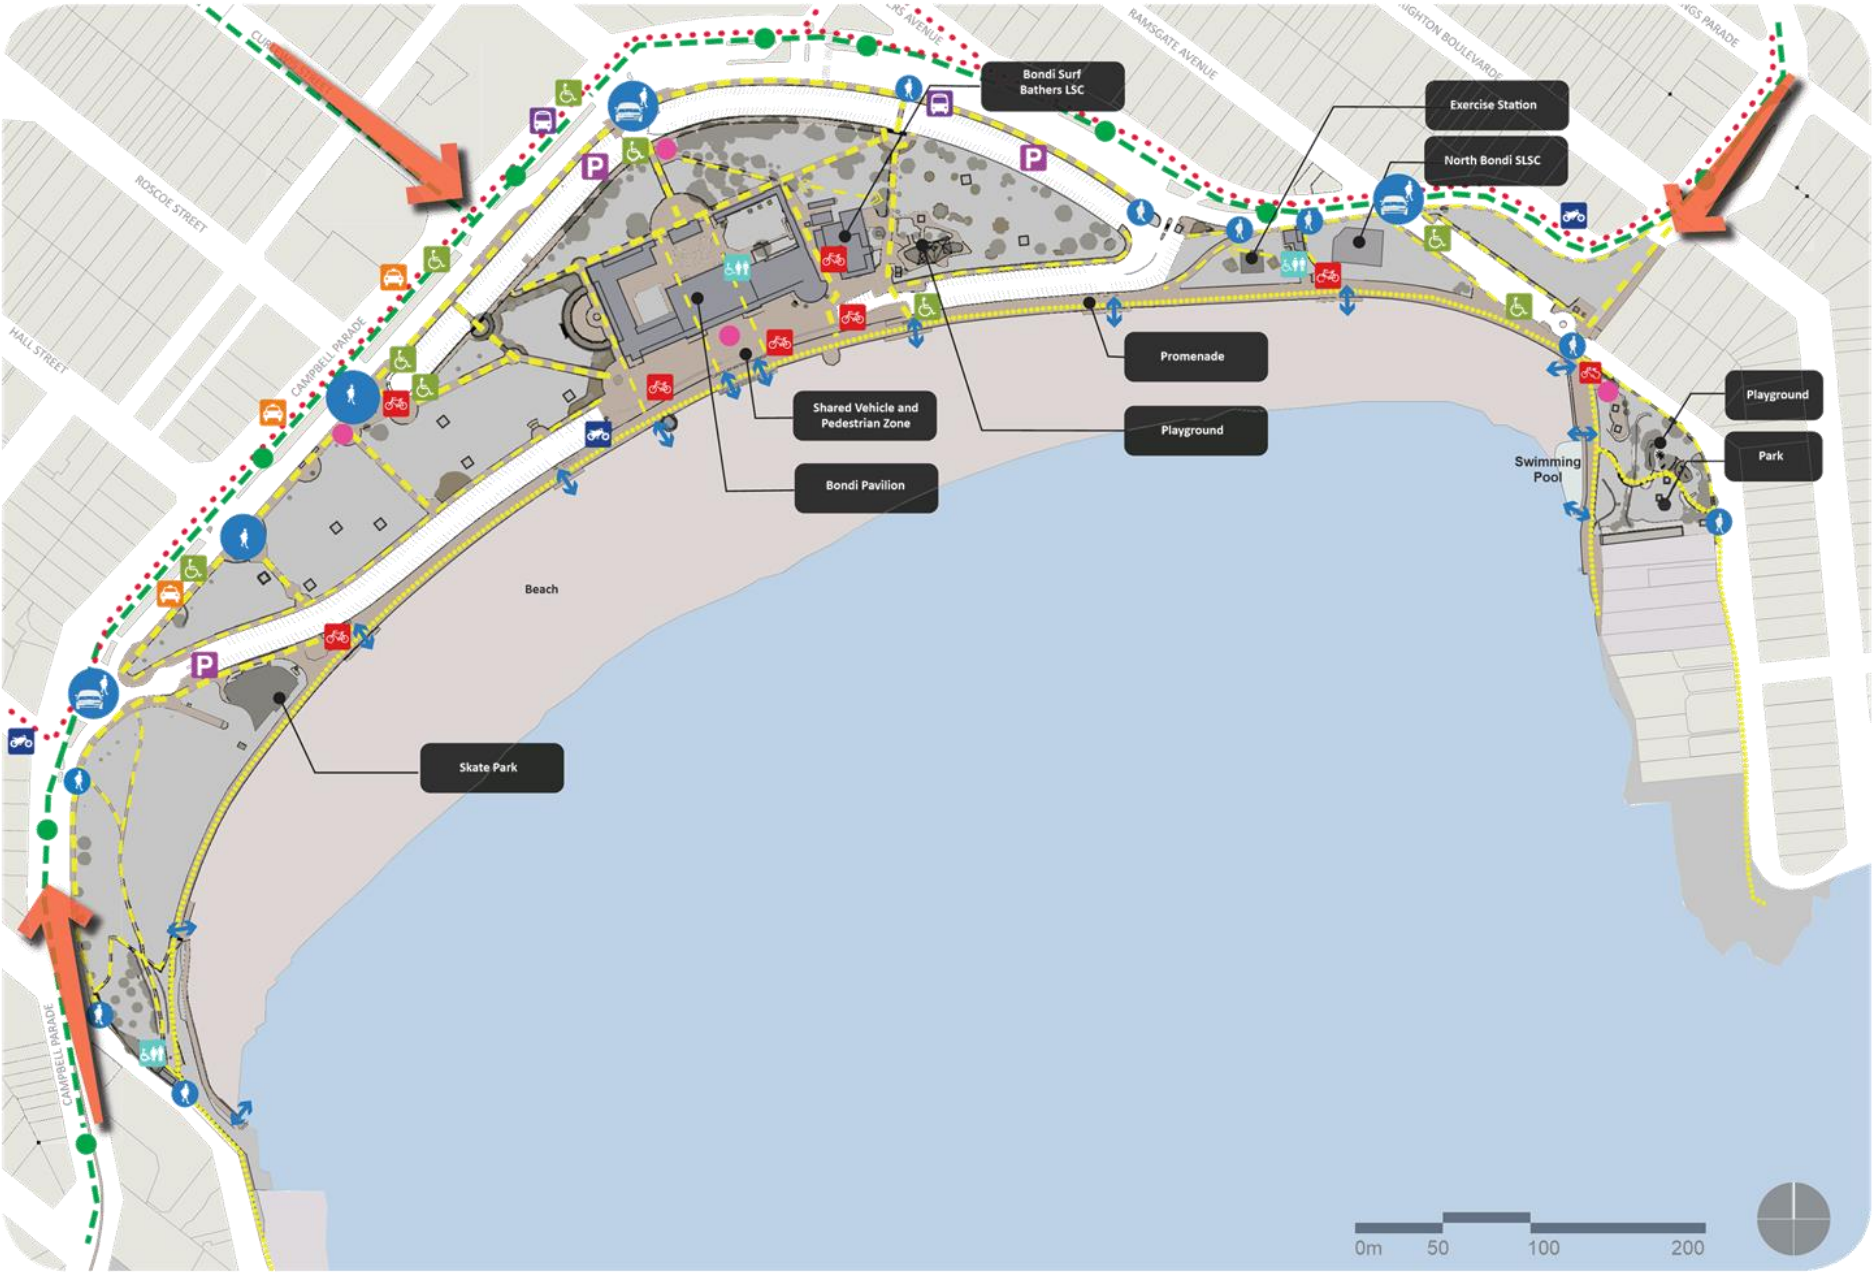 RAMSGATE AVENUE
ROSCOE STREET
HALL STREET
CAMPBELL PARADE
CAMPBELL PARADE
Bondi Surf
Bathers LSC
Exercise Station
North Bondi SLSC
P
P
P
Promenade
Playground
Shared Vehicle and
Pedestrian Zone
Bondi Pavilion
Playground
Park
Swimming
Pool
Beach
Skate Park
0m 50 100 200